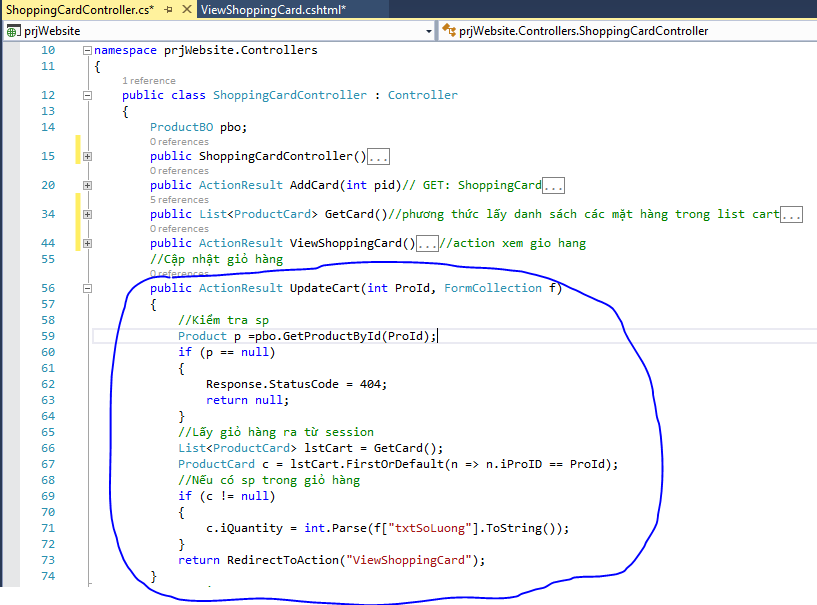 ShoppingCardController.cs* ViewShoppingCard.cshtml*
prjWebsite prjWebsite.Controllers.ShoppingCardController
10 namespace prjWebsite.Controllers
11 {
1 reference
12 public class ShoppingCardController : Controller
13 {
14 ProductBO pbo;
0 references
15 public ShoppingCardController()...
0 references
20 public ActionResult AddCard(int pid)// GET: ShoppingCard...
5 references
34 public List<ProductCard> GetCard()//phương thức lấy danh sách các mặt hàng trong list cart...
0 references
44 public ActionResult ViewShoppingCard()...//action xem gio hang
55 //Cập nhật giỏ hàng
0 references
56 public ActionResult UpdateCart(int ProId, FormCollection f)
57 {
58 //Kiểm tra sp
59 Product p =pbo.GetProductById(ProId);
60 if (p == null)
61 {
62 Response.StatusCode = 404;
63 return null;
64 }
65 //Lấy giỏ hàng ra từ session
66 List<ProductCard> lstCart = GetCard();
67 ProductCard c = lstCart.FirstOrDefault(n => n.iProID == ProId);
68 //Nếu có sp trong giỏ hàng
69 if (c != null)
70 {
71 c.iQuantity = int.Parse(f["txtSoLuong"].ToString());
72 }
73 return RedirectToAction("ViewShoppingCard");
74 }